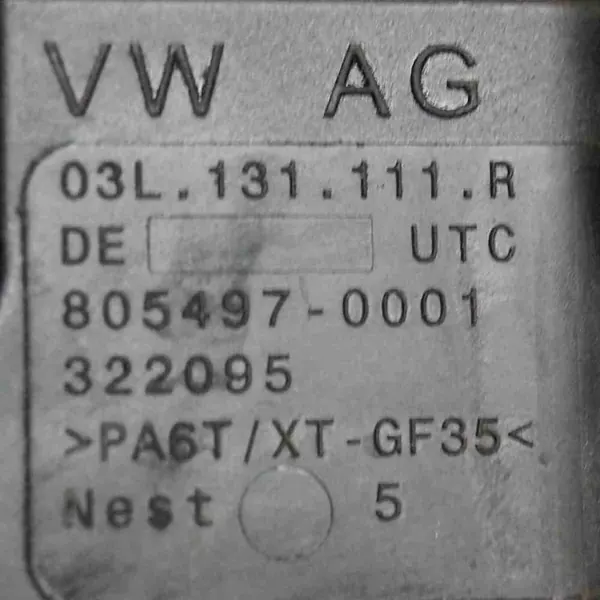 VW AG
03L.131.111.R
DE UTC
805497-0001
322095
>PA6T/XT-GF35<
Nest 5